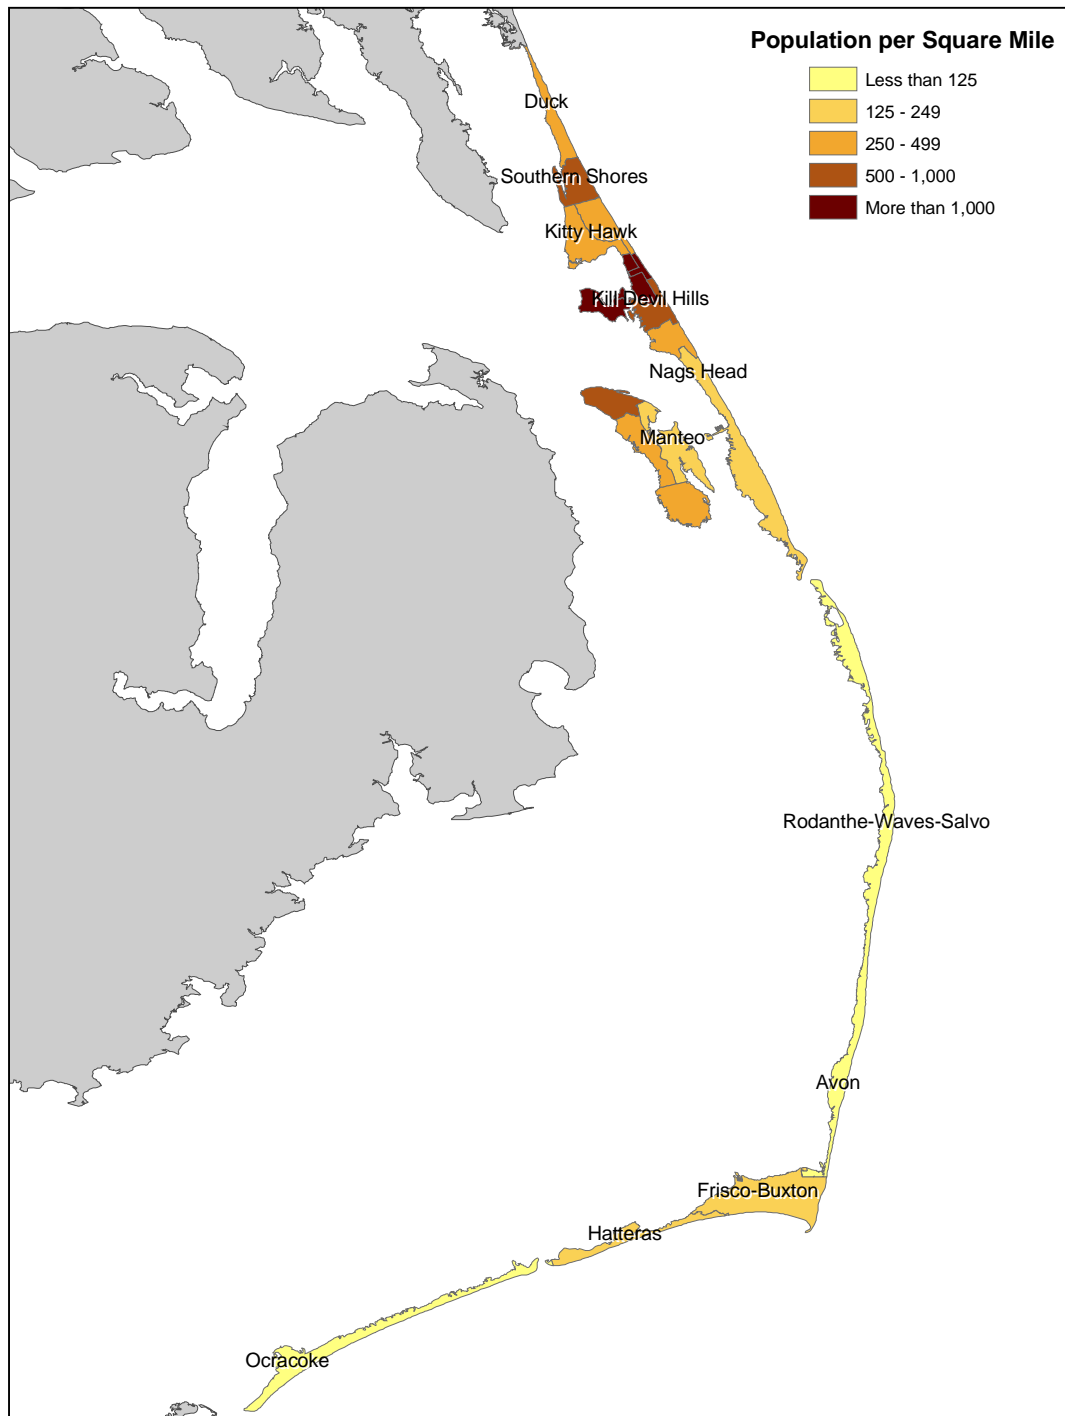 Population per Square Mile
Less than 125
125 - 249
250 - 499
500 - 1,000
More than 1,000
Duck
Southern Shores
Kitty Hawk
Kill Devil Hills
Nags Head
Manteo
Rodanthe-Waves-Salvo
Avon
Frisco-Buxton
Hatteras
Ocracoke